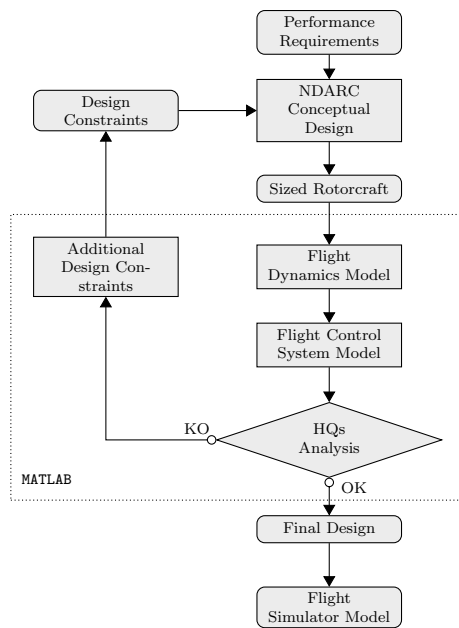 Performance
Requirements
NDARC
Conceptual
Design
Design
Constraints
Sized Rotorcraft
Additional
Design Con-
straints
Flight
Dynamics Model
Flight Control
System Model
KO
HQs
Analysis
MATLAB
OK
Final Design
Flight
Simulator Model